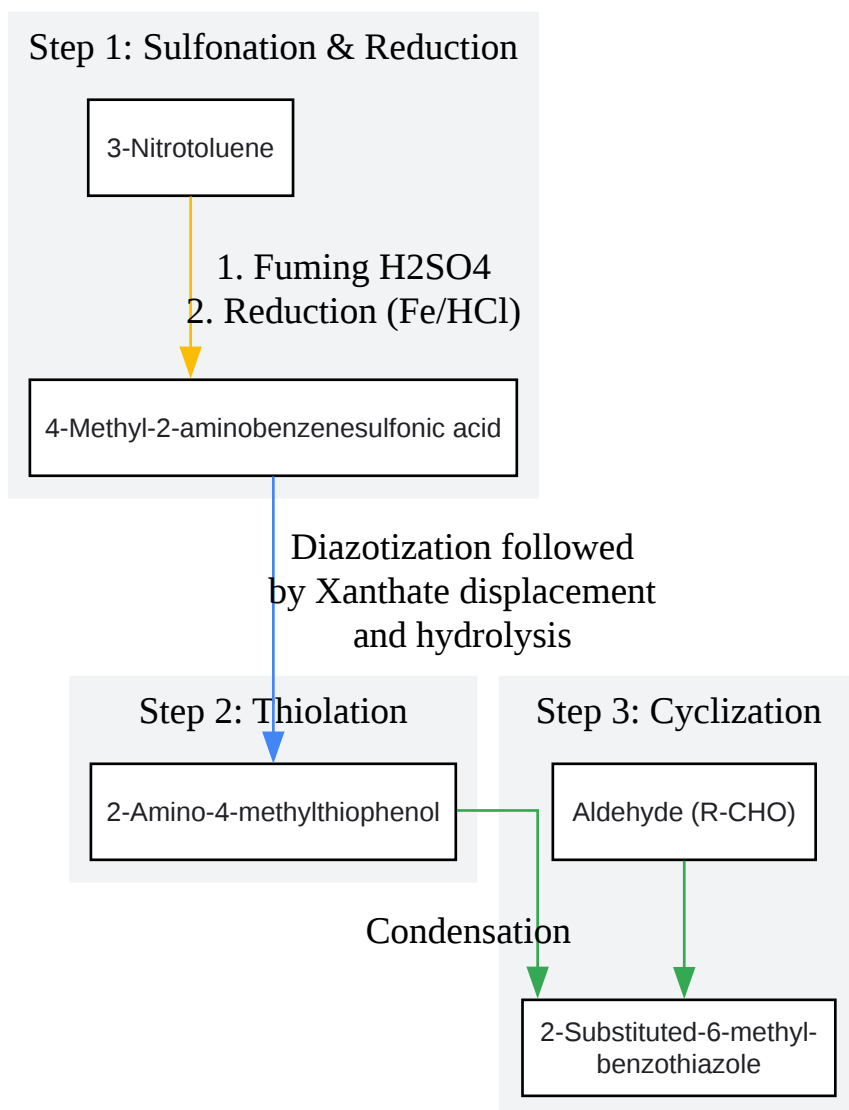 Step 1: Sulfonation & Reduction
3-Nitrotoluene
1. Fuming H2SO4
2. Reduction (Fe/HCl)
4-Methyl-2-aminobenzenesulfonic acid
Diazotization followed
by Xanthate displacement
and hydrolysis
Step 2: Thiolation
2-Amino-4-methylthiophenol
Step 3: Cyclization
Aldehyde (R-CHO)
Condensation
2-Substituted-6-methyl-
benzothiazole